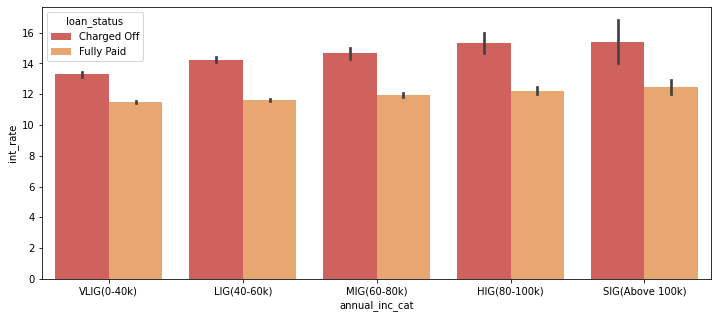 loan_status
Charged Off
Fully Paid
16
14
12
10
8
6
4
2
0
int_rate
VLIG(0-40k) LIG(40-60k) MIG(60-80k) HIG(80-100k) SIG(Above 100k)
annual_inc_cat